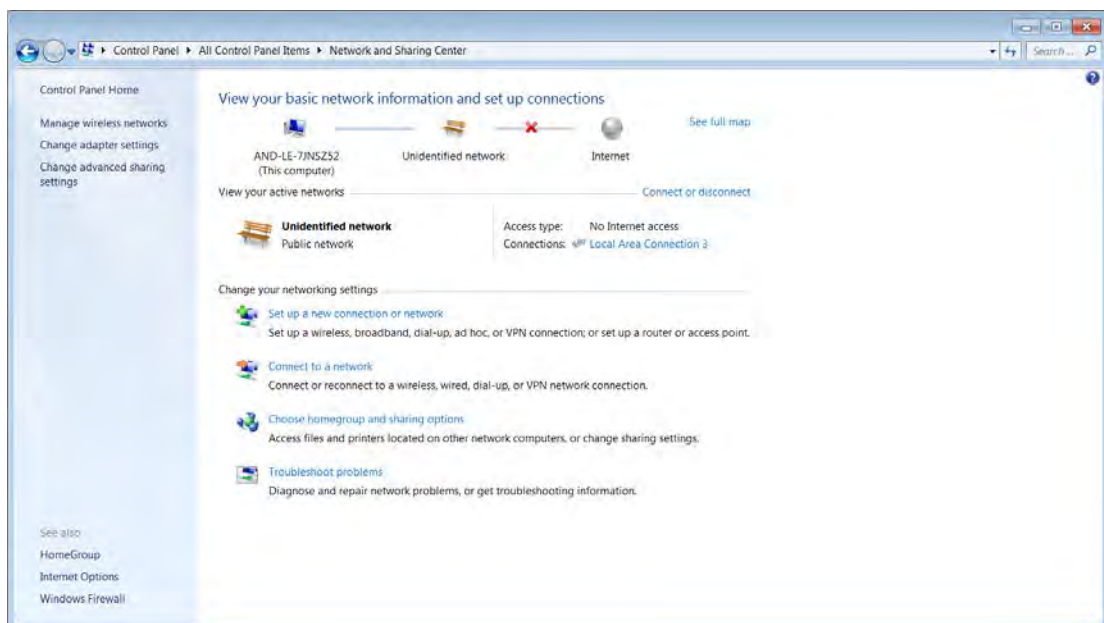 Control Panel ▸ All Control Panel Items ▸ Network and Sharing Center
Search...
Control Panel Home
Manage wireless networks
Change adapter settings
Change advanced sharing
settings
See also
HomeGroup
Internet Options
Windows Firewall
View your basic network information and set up connections
See full map
AND-LE-7JNSZ52
(This computer)
Unidentified network
Internet
View your active networks
Connect or disconnect
Unidentified network
Public network
Access type: No Internet access
Connections: Local Area Connection 3
Change your networking settings
Set up a new connection or network
Set up a wireless, broadband, dial-up, ad hoc, or VPN connection; or set up a router or access point.
Connect to a network
Connect or reconnect to a wireless, wired, dial-up, or VPN network connection.
Choose homegroup and sharing options
Access files and printers located on other network computers, or change sharing settings.
Troubleshoot problems
Diagnose and repair network problems, or get troubleshooting information.